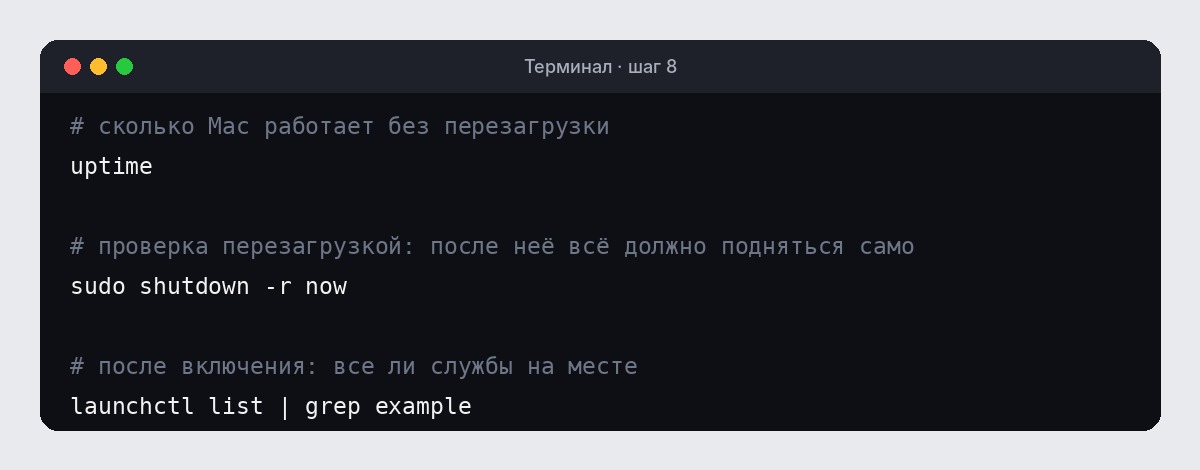 Терминал · шаг 8
# сколько Mac работает без перезагрузки
uptime
# проверка перезагрузкой: после неё всё должно подняться само
sudo shutdown -r now
# после включения: все ли службы на месте
launchctl list | grep example